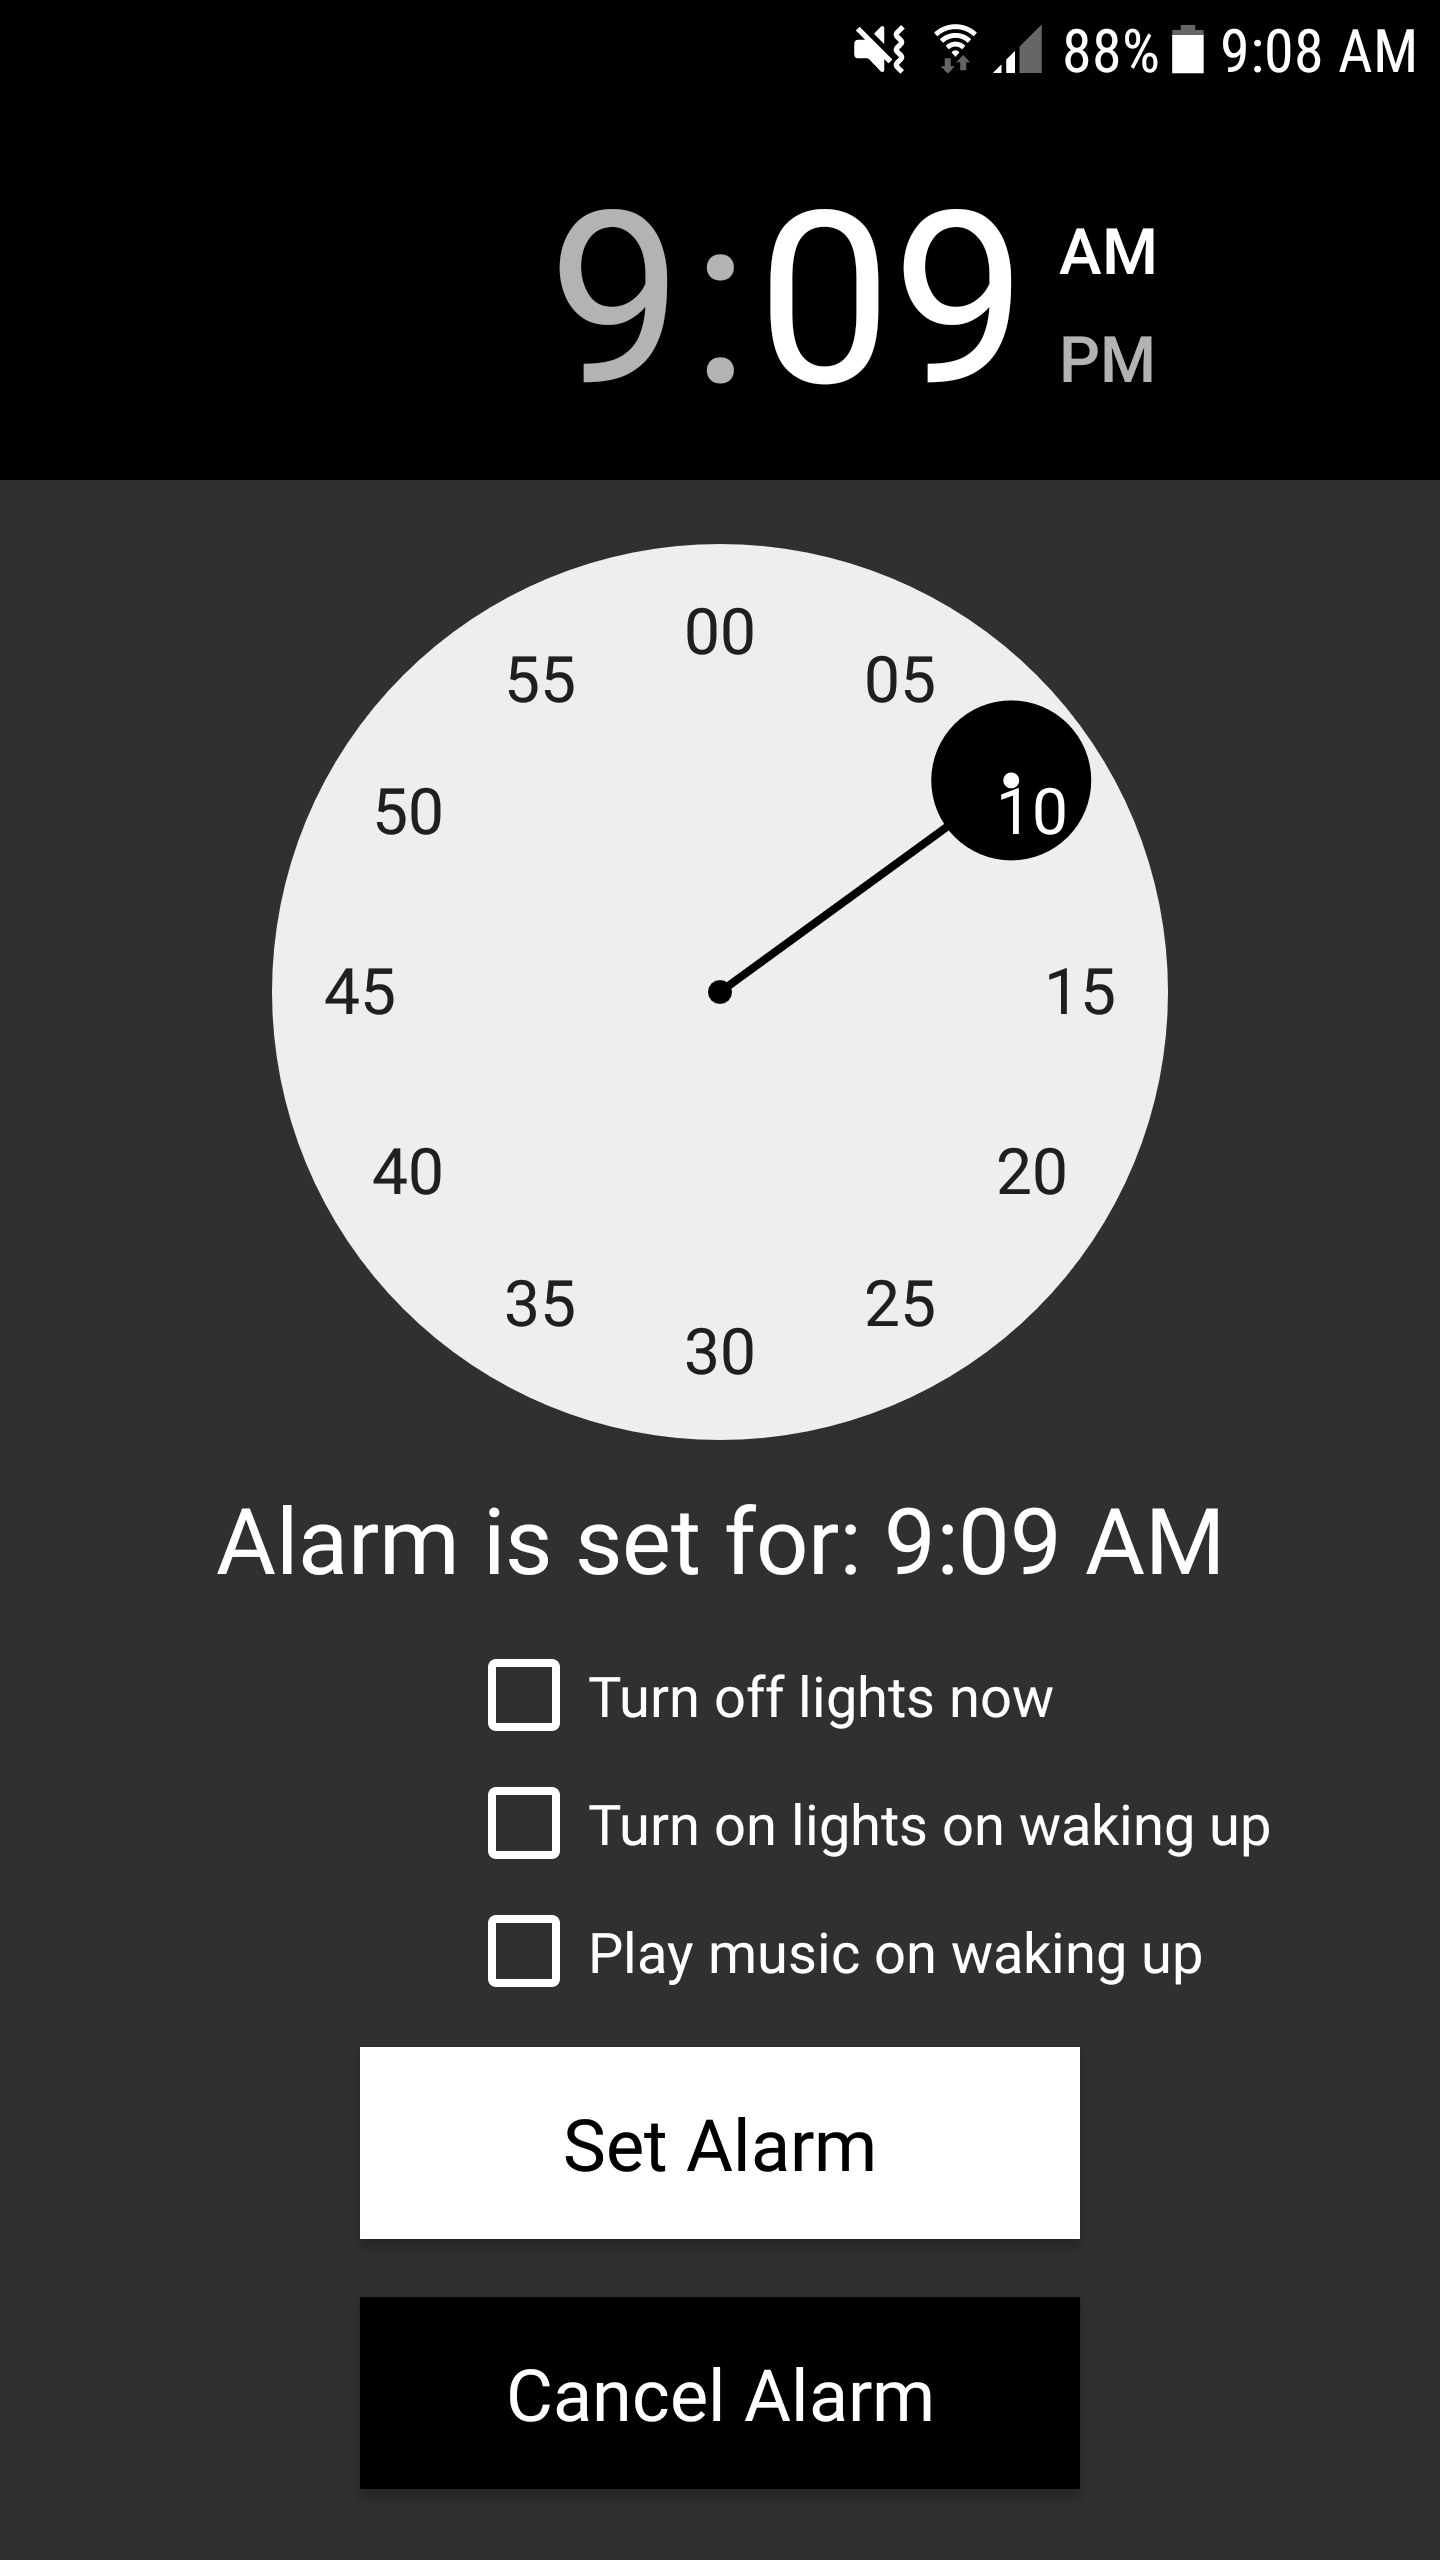 88% 9:08 AM
9:09 AM
PM
00
55 05
50 10
45 15
40 20
35 25
30
Alarm is set for: 9:09 AM
Turn off lights now
Turn on lights on waking up
Play music on waking up
Set Alarm
Cancel Alarm